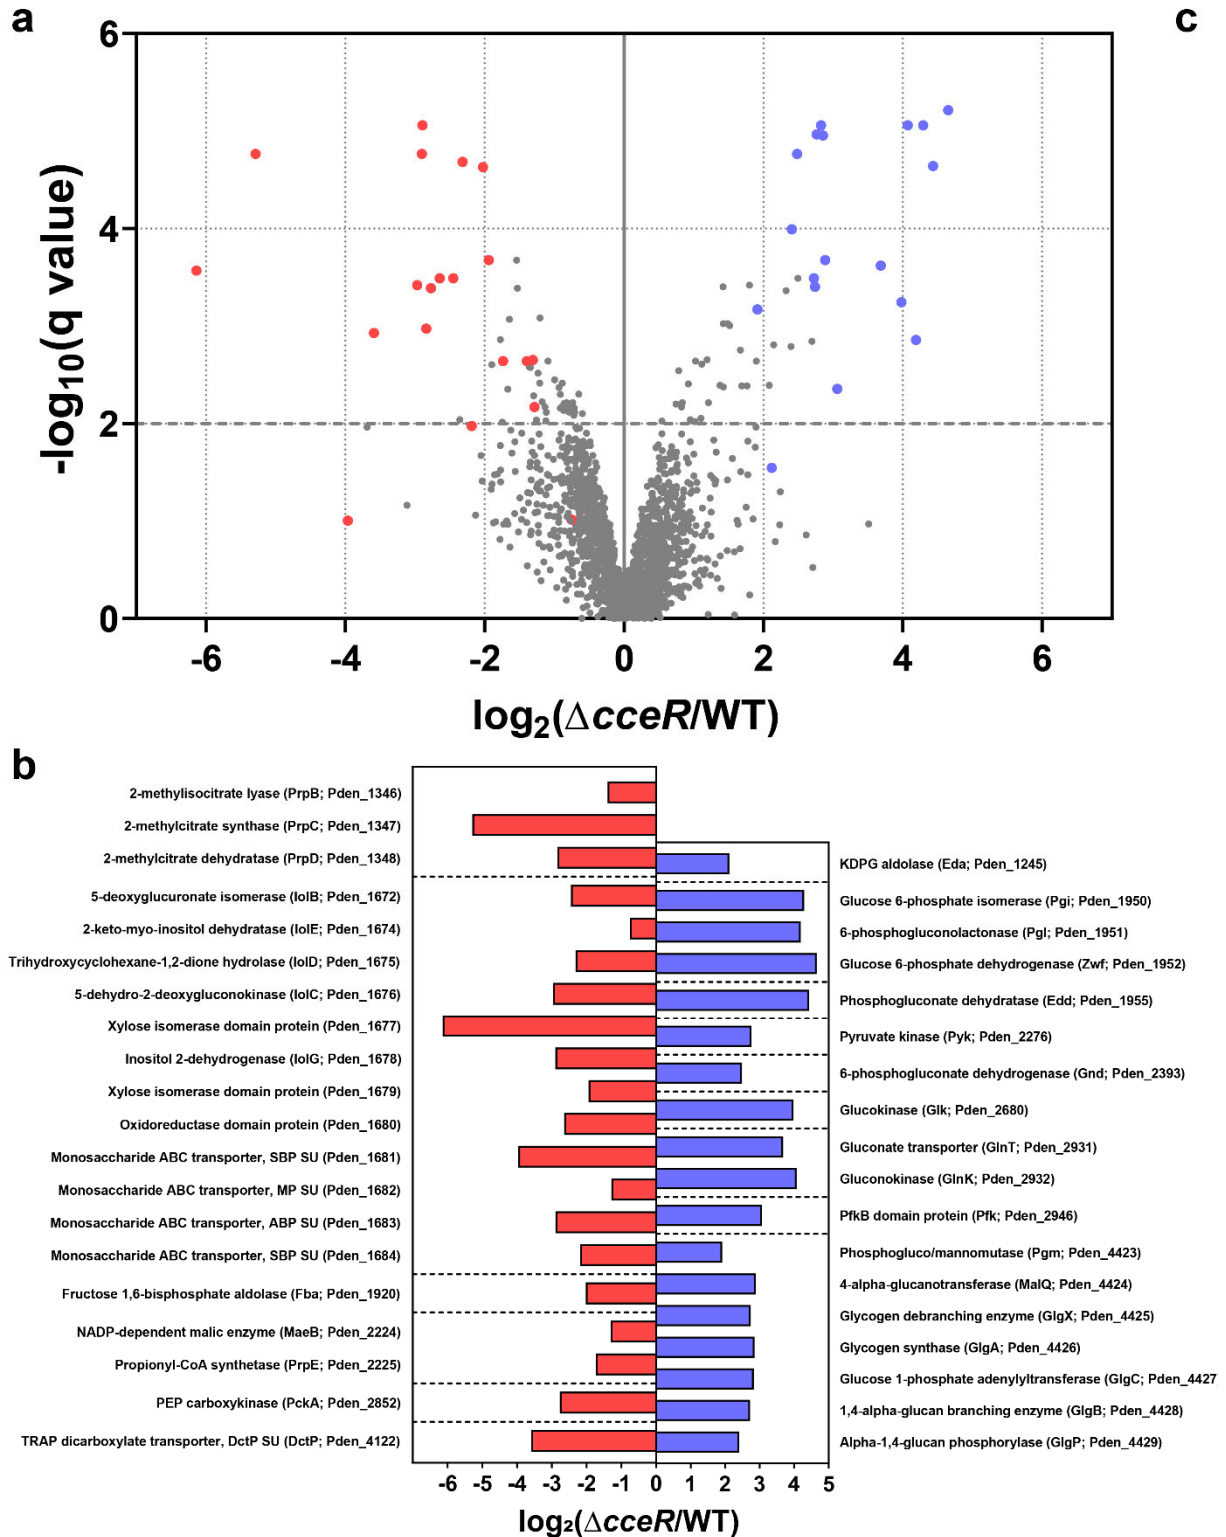 a
c
6
4
2
0
-log10(q value)
-6 -4 -2 0 2 4 6
log2(ΔcceR/WT)
b
2-methylisocitrate lyase (PrpB; Pden_1346)
2-methylcitrate synthase (PrpC; Pden_1347)
2-methylcitrate dehydratase (PrpD; Pden_1348)
5-deoxyglucuronate isomerase (IolB; Pden_1672)
2-keto-myo-inositol dehydratase (IolE; Pden_1674)
Trihydroxycyclohexane-1,2-dione hydrolase (IolD; Pden_1675)
5-dehydro-2-deoxygluconokinase (IolC; Pden_1676)
Xylose isomerase domain protein (Pden_1677)
Inositol 2-dehydrogenase (IolG; Pden_1678)
Xylose isomerase domain protein (Pden_1679)
Oxidoreductase domain protein (Pden_1680)
Monosaccharide ABC transporter, SBP SU (Pden_1681)
Monosaccharide ABC transporter, MP SU (Pden_1682)
Monosaccharide ABC transporter, ABP SU (Pden_1683)
Monosaccharide ABC transporter, SBP SU (Pden_1684)
Fructose 1,6-bisphosphate aldolase (Fba; Pden_1920)
NADP-dependent malic enzyme (MaeB; Pden_2224)
Propionyl-CoA synthetase (PrpE; Pden_2225)
PEP carboxykinase (PckA; Pden_2852)
TRAP dicarboxylate transporter, DctP SU (DctP; Pden_4122)
KDPG aldolase (Eda; Pden_1245)
Glucose 6-phosphate isomerase (Pgi; Pden_1950)
6-phosphogluconolactonase (Pgl; Pden_1951)
Glucose 6-phosphate dehydrogenase (Zwf; Pden_1952)
Phosphogluconate dehydratase (Edd; Pden_1955)
Pyruvate kinase (Pyk; Pden_2276)
6-phosphogluconate dehydrogenase (Gnd; Pden_2393)
Glucokinase (Glk; Pden_2680)
Gluconate transporter (GlnT; Pden_2931)
Gluconokinase (GlnK; Pden_2932)
PfkB domain protein (Pfk; Pden_2946)
Phosphogluco/mannomutase (Pgm; Pden_4423)
4-alpha-glucanotransferase (MalQ; Pden_4424)
Glycogen debranching enzyme (GlgX; Pden_4425)
Glycogen synthase (GlgA; Pden_4426)
Glucose 1-phosphate adenylyltransferase (GlgC; Pden_4427)
1,4-alpha-glucan branching enzyme (GlgB; Pden_4428)
Alpha-1,4-glucan phosphorylase (GlgP; Pden_4429)
-6 -5 -4 -3 -2 -1 0 1 2 3 4 5
log2(ΔcceR/WT)